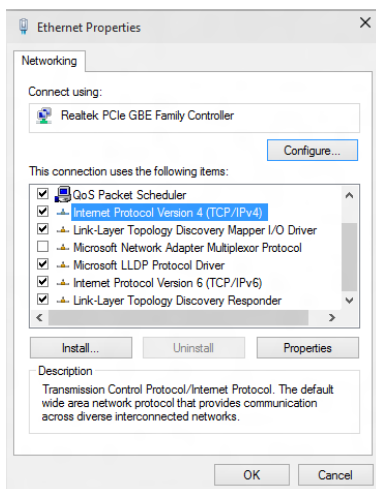 Ethernet Properties
Networking
Connect using:
Realtek PCIe GBE Family Controller
Configure...
This connection uses the following items:
QoS Packet Scheduler
Internet Protocol Version 4 (TCP/IPv4)
Link-Layer Topology Discovery Mapper I/O Driver
Microsoft Network Adapter Multiplexor Protocol
Microsoft LLDP Protocol Driver
Internet Protocol Version 6 (TCP/IPv6)
Link-Layer Topology Discovery Responder
Install... Uninstall Properties
Description
Transmission Control Protocol/Internet Protocol. The default
wide area network protocol that provides communication
across diverse interconnected networks.
OK Cancel